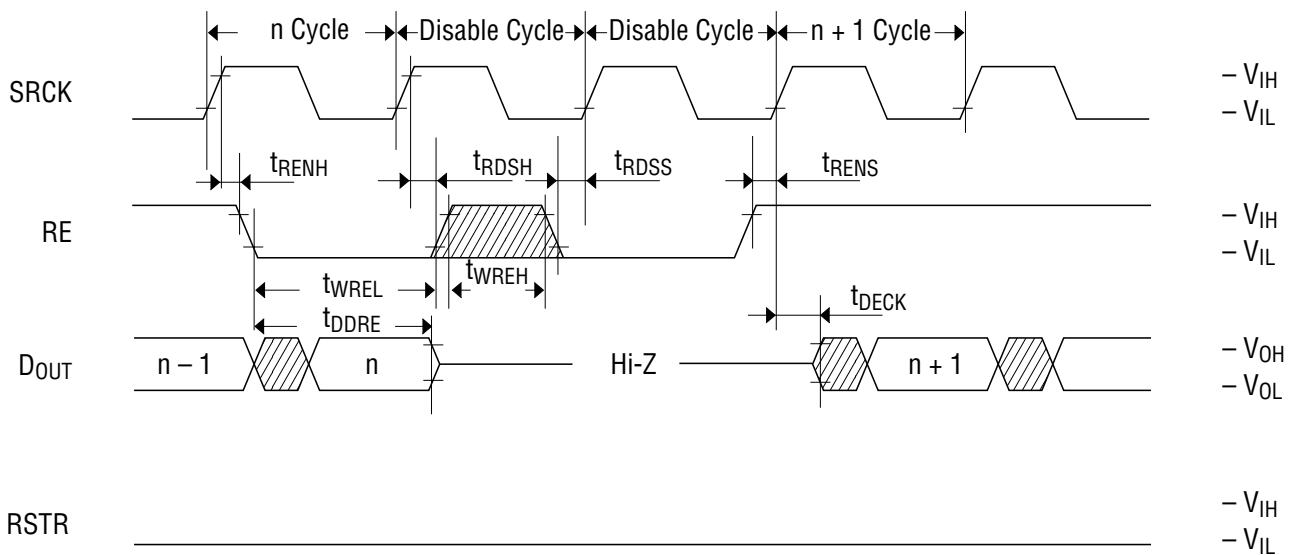 n Cycle Disable Cycle Disable Cycle n + 1 Cycle
SRCK
– VIH
– VIL
tRENH tRDSH tRDSS tRENS
RE
– VIH
– VIL
tWREL tWREH
tDDRE tDECK
DOUT n – 1 n Hi-Z n + 1
– VOH
– VOL
RSTR
– VIH
– VIL